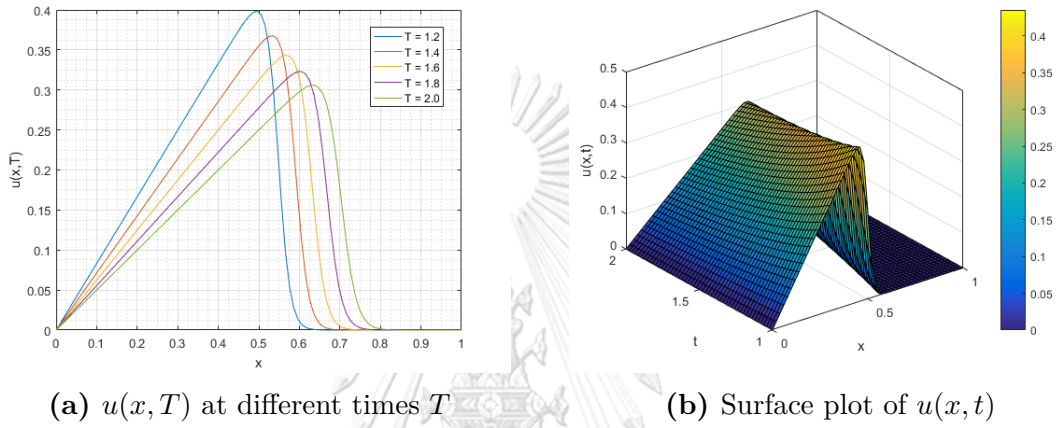 0.4
0.35
0.3
0.25
0.2
0.15
0.1
0.05
0
u(x,T)
0 0.1 0.2 0.3 0.4 0.5 0.6 0.7 0.8 0.9 1
x
T = 1.2
T = 1.4
T = 1.6
T = 1.8
T = 2.0
(a) u(x, T) at different times T
0.5
0.4
0.3
0.2
0.1
0
u(x,t)
2
1.5
1
t
0
0.5
1
x
0.4
0.35
0.3
0.25
0.2
0.15
0.1
0.05
0
(b) Surface plot of u(x, t)